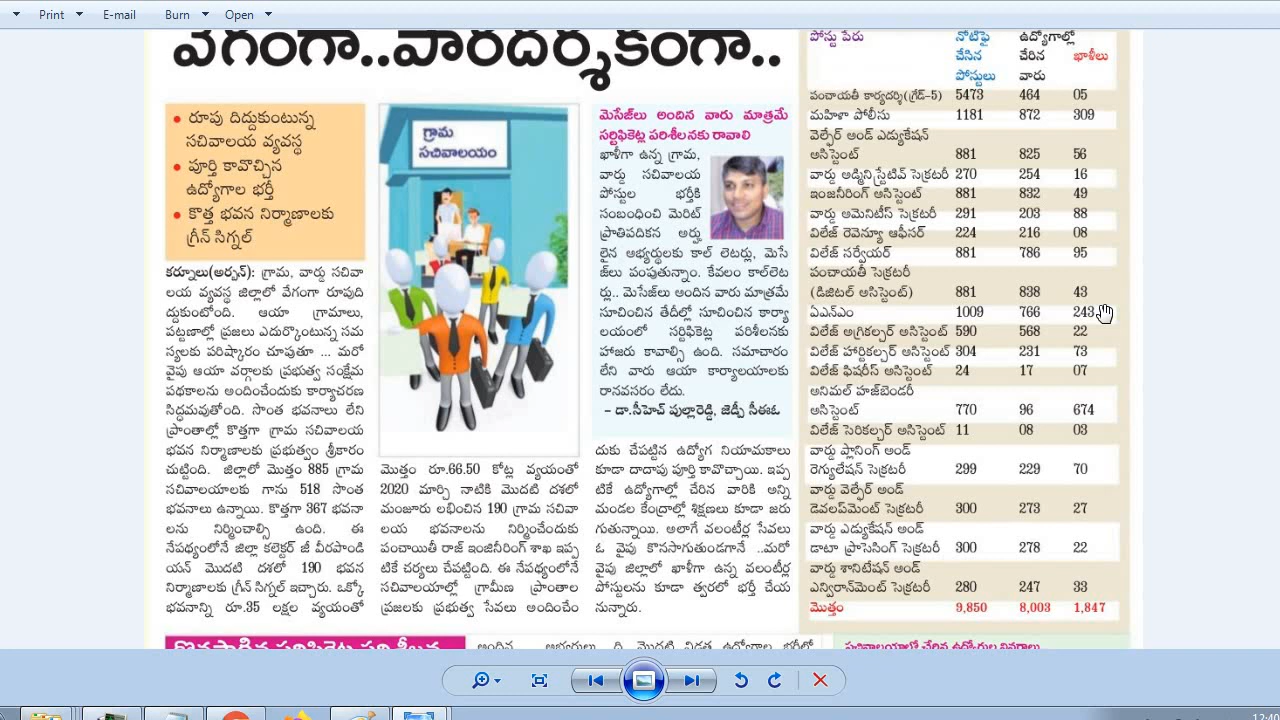 Print
E-mail
Burn
Open
వేగంగా..పారదర్శకంగా..
• రూపు దిద్దుకుంటున్న
సచివాలయ వ్యవస్థ
• పూర్తి కావొచ్చిన
ఉద్యోగాల భర్తీ
• కొత్త భవన నిర్మాణాలకు
గ్రీన్ సిగ్నల్
కర్నూలు(అర్బన్): గ్రామ, వార్డు సచివా
లయ వ్యవస్థ జిల్లాలో వేగంగా రూపుది
ద్దుకుంటోంది. ఆయా గ్రామాలు,
పట్టణాల్లో ప్రజలు ఎదుర్కొంటున్న సమ
స్యలకు పరిష్కారం చూపుతూ ... మరో
వైపు ఆయా వర్గాలకు ప్రభుత్వ సంక్షేమ
పథకాలను అందించేందుకు కార్యాచరణ
సిద్ధమవుతోంది. సొంత భవనాలు లేని
ప్రాంతాల్లో కొత్తగా గ్రామ సచివాలయ
భవన నిర్మాణాలకు ప్రభుత్వం శ్రీకారం
చుట్టింది. జిల్లాలో మొత్తం 885 గ్రామ
సచివాలయాలకు గాను 518 సొంత
భవనాలు ఉన్నాయి. కొత్తగా 367 భవనా
లను నిర్మించాల్సి ఉంది. ఈ
నేపథ్యంలోనే జిల్లా కలెక్టర్ జీ వీరపాండి
యన్ మొదటి దశలో 190 భవన
నిర్మాణాలకు గ్రీన్ సిగ్నల్ ఇచ్చారు. ఒక్కో
భవనాన్ని రూ.35 లక్షల వ్యయంతో
గ్రామ
సచివాలయం
మొత్తం రూ.66.50 కోట్ల వ్యయంతో
2020 మార్చి నాటికి మొదటి దశలో
మంజూరు లభించిన 190 గ్రామ సచివా
లయ భవనాలను నిర్మించేందుకు
పంచాయితీ రాజ్ ఇంజినీరింగ్ శాఖ ఇప్ప
టికే చర్యలు చేపట్టింది. ఈ నేపథ్యంలోనే
సచివాలయాల్లో గ్రామీణ ప్రాంతాల
ప్రజలకు ప్రభుత్వ సేవలు అందించేం
మెసేజ్‌లు అందిన వారు మాత్రమే
సర్టిఫికెట్ల పరిశీలనకు రావాలి
ఖాళీగా ఉన్న గ్రామ,
వార్డు సచివాలయ
పోస్టుల భర్తీకి
సంబంధించి మెరిట్
ప్రాతిపదికన అర్హు
లైన అభ్యర్థులకు కాల్ లెటర్లు, మెసే
జ్‌లు పంపుతున్నాం. కేవలం కాల్‌లెట
ర్లు.. మెసేజ్‌లు అందిన వారు మాత్రమే
సూచించిన తేదీల్లో సూచించిన కార్యా
లయంలో సర్టిఫికెట్ల పరిశీలనకు
హాజరు కావాల్సి ఉంది. సమాచారం
లేని వారు ఆయా కార్యాలయాలకు
రానవసరం లేదు.
– డా.సీహెచ్ పుల్లారెడ్డి, జెడ్పీ సీఈఓ
దుకు చేపట్టిన ఉద్యోగ నియామకాలు
కూడా దాదాపు పూర్తి కావొచ్చాయి. ఇప్ప
టికే ఉద్యోగాల్లో చేరిన వారికి అన్ని
మండల కేంద్రాల్లో శిక్షణలు కూడా జరు
గుతున్నాయి. అలాగే వలంటీర్ల సేవలు
ఓ వైపు కొనసాగుతుండగానే ..మరో
వైపు జిల్లాలో ఖాళీగా ఉన్న వలంటీర్ల
పోస్టులను కూడా త్వరలో భర్తీ చేయ
నున్నారు.
పోస్టు పేరు నోటిఫై ఉద్యోగాల్లో
చేసిన చేరిన ఖాళీలు
పోస్టులు వారు
పంచాయతీ కార్యదర్శి(గ్రేడ్-5) 5473 464 05
మహిళా పోలీసు 1181 872 309
వెల్ఫేర్ అండ్ ఎడ్యుకేషన్
అసిస్టెంట్ 881 825 56
వార్డు అడ్మినిస్ట్రేటివ్ సెక్రటరీ 270 254 16
ఇంజనీరింగ్ అసిస్టెంట్ 881 832 49
వార్డు అమెనిటీస్ సెక్రటరీ 291 203 88
విలేజ్ రెవెన్యూ ఆఫీసర్ 224 216 08
విలేజ్ సర్వేయర్ 881 786 95
పంచాయతీ సెక్రటరీ
(డిజిటల్ అసిస్టెంట్) 881 838 43
ఏఎన్ఎం 1009 766 243
విలేజ్ అగ్రికల్చర్ అసిస్టెంట్ 590 568 22
విలేజ్ హార్టికల్చర్ అసిస్టెంట్ 304 231 73
విలేజ్ ఫిషరీస్ అసిస్టెంట్ 24 17 07
అనిమల్ హజ్‌బెండరీ
అసిస్టెంట్ 770 96 674
విలేజ్ సెరికల్చర్ అసిస్టెంట్ 11 08 03
వార్డు ప్లానింగ్ అండ్
రెగ్యులేషన్ సెక్రటరీ 299 229 70
వార్డు వెల్ఫేర్ అండ్
డెవలప్‌మెంట్ సెక్రటరీ 300 273 27
వార్డు ఎడ్యుకేషన్ అండ్
డాటా ప్రాసెసింగ్ సెక్రటరీ 300 278 22
వార్డు శానిటేషన్ అండ్
ఎన్విరాన్‌మెంట్ సెక్రటరీ 280 247 33
మొత్తం 9,850 8,003 1,847
12:40